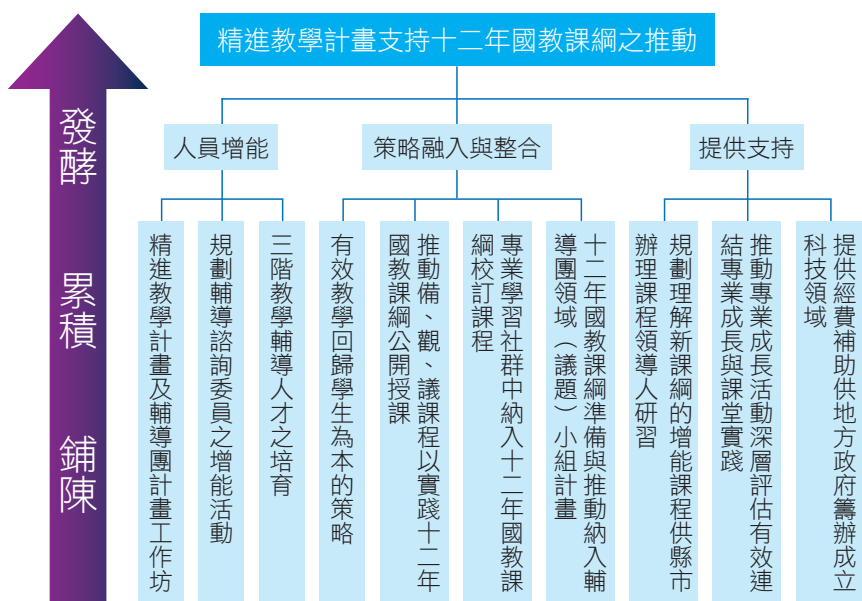 精進教學計畫支持十二年國教課綱之推動
發酵
累積
鋪陳
人員增能
策略融入與整合
提供支持
精進教學計畫及輔導團計畫工作坊
規劃輔導諮詢委員之增能活動
三階教學輔導人才之培育
有效教學回歸學生為本的策略
推動備、觀、議課程以實踐十二年
國教課綱公開授課
專業學習社群中納入十二年國教課
綱校訂課程
十二年國教課綱準備與推動納入輔
導團領域（議題）小組計畫
規劃理解新課綱的增能課程供縣市
辦理課程領導人研習
推動專業成長活動深層評估有效連
結專業成長與課堂實踐
提供經費補助供地方政府籌辦成立
科技領域